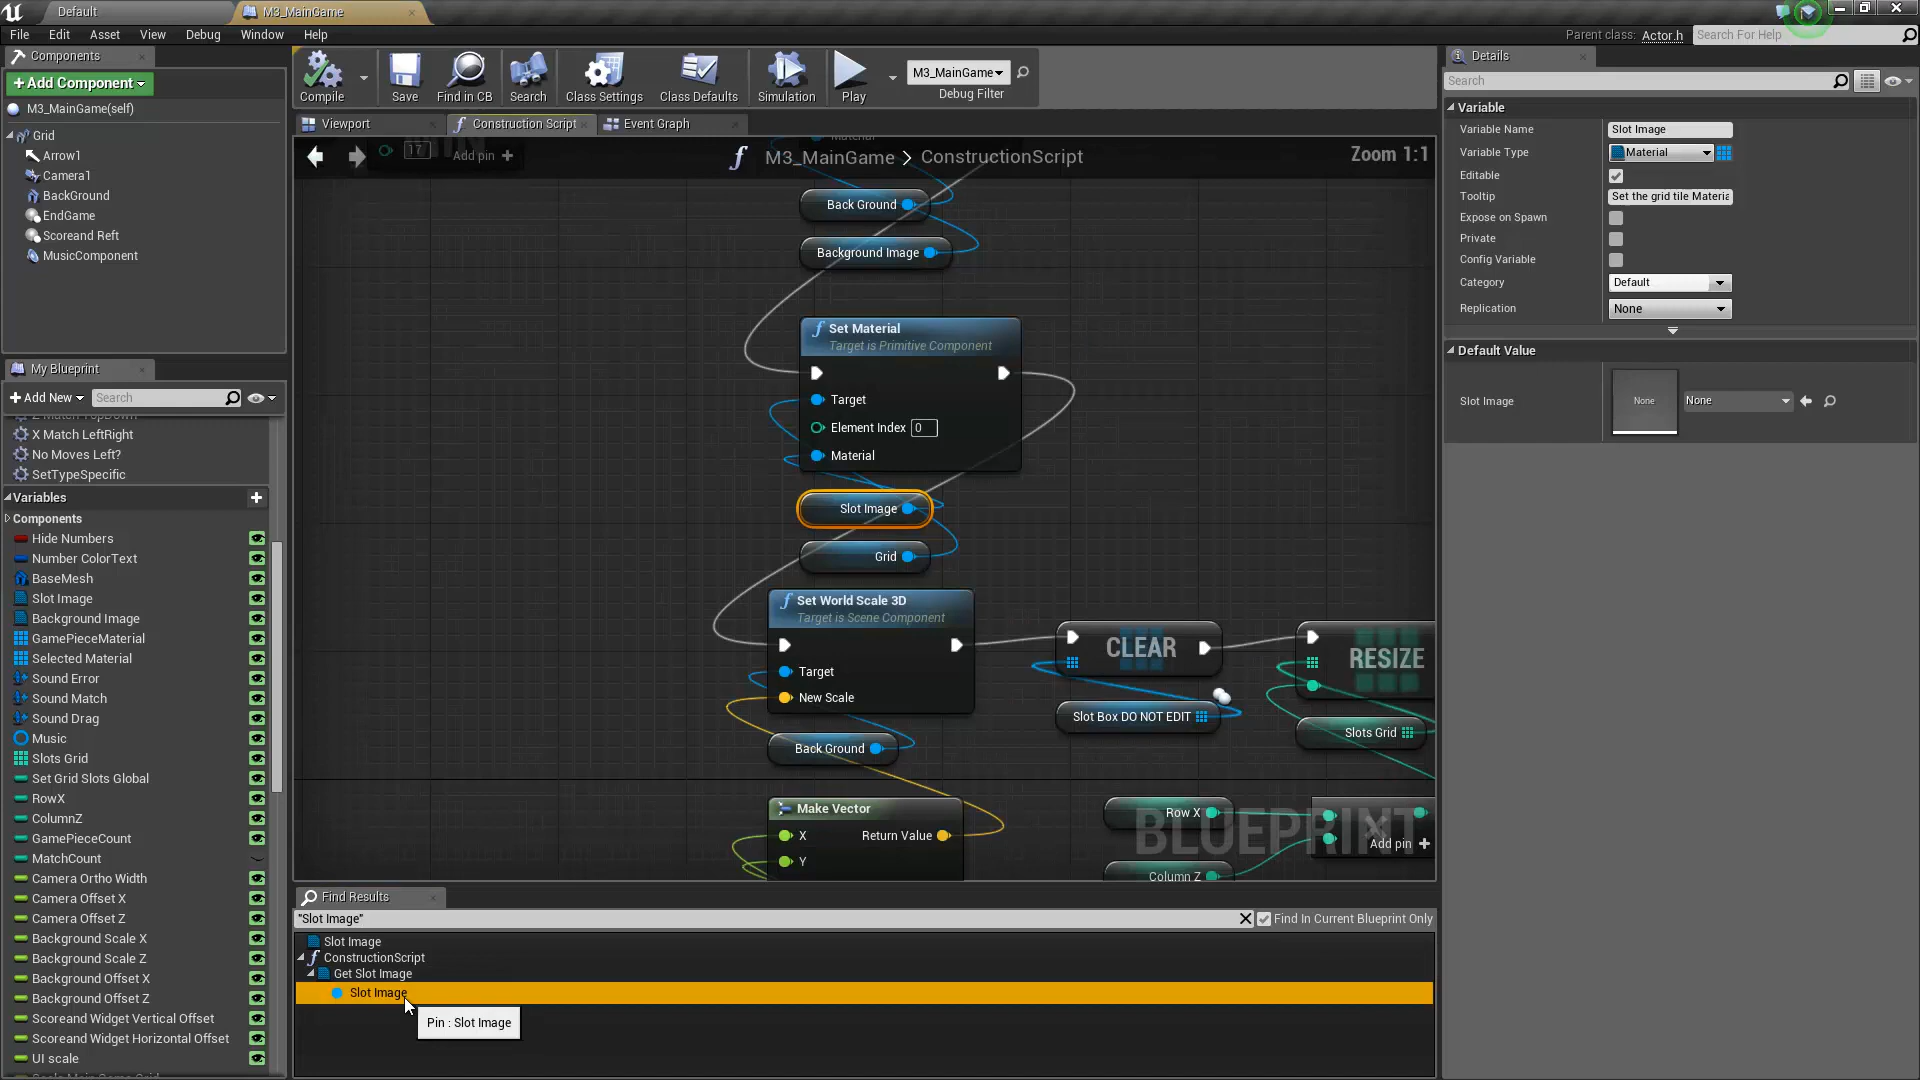 Default
M3_MainGame
File Edit Asset View Debug Window Help
Parent class: Actor.h Search For Help
Components
+Add Component
M3_MainGame(self)
Grid
Arrow1
Camera1
BackGround
EndGame
Scoreand Reft
MusicComponent
My Blueprint
+Add New Search
X Match LeftRight
No Moves Left?
SetTypeSpecific
Variables +
Components
Hide Numbers
Number ColorText
BaseMesh
Slot Image
Background Image
GamePieceMaterial
Selected Material
Sound Error
Sound Match
Sound Drag
Music
Slots Grid
Set Grid Slots Global
RowX
ColumnZ
GamePieceCount
MatchCount
Camera Ortho Width
Camera Offset X
Camera Offset Z
Background Scale X
Background Scale Z
Background Offset X
Background Offset Z
Scoreand Widget Vertical Offset
Scoreand Widget Horizontal Offset
UI scale
Compile Save Find in CB Search Class Settings Class Defaults Simulation Play
M3_MainGame
Debug Filter
Viewport Construction Script Event Graph
17 Add pin +
M3_MainGame > ConstructionScript
Zoom 1:1
Material
Back Ground
Background Image
f Set Material
Target is Primitive Component
Target
Element Index 0
Material
Slot Image
Grid
f Set World Scale 3D
Target is Scene Component
Target
New Scale
Back Ground
CLEAR
Slot Box DO NOT EDIT
RESIZE
Slots Grid
Make Vector
X Return Value
Y
Row X
Column Z
Add pin +
BLUEPRINT
Find Results
"Slot Image"
Find In Current Blueprint Only
Slot Image
f ConstructionScript
Get Slot Image
Slot Image
Pin : Slot Image
Details
Search
Variable
Variable Name Slot Image
Variable Type Material
Editable
Tooltip Set the grid tile Materia
Expose on Spawn
Private
Config Variable
Category Default
Replication None
Default Value
Slot Image None None